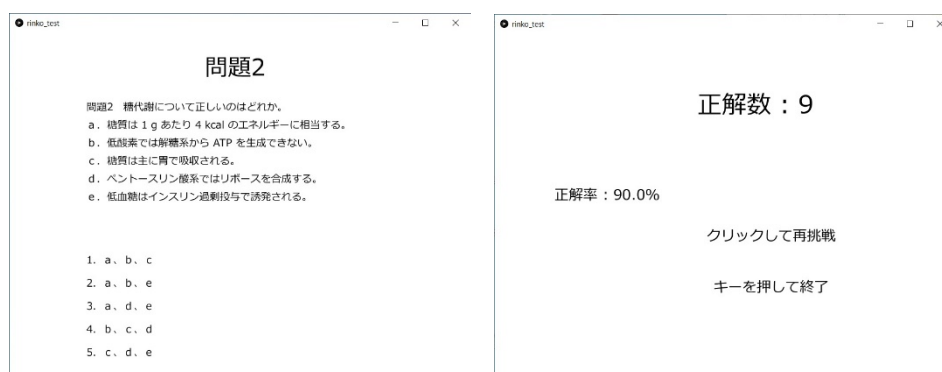 rinko_test
問題2
問題2 糖代謝について正しいのはどれか。
a. 糖質は 1 g あたり 4 kcal のエネルギーに相当する。
b. 低酸素では解糖系から ATP を生成できない。
c. 糖質は主に胃で吸収される。
d. ペントースリン酸系ではリボースを合成する。
e. 低血糖はインスリン過剰投与で誘発される。
1. a、b、c
2. a、b、e
3. a、d、e
4. b、c、d
5. c、d、e
rinko_test
正解数：9
正解率：90.0%
クリックして再挑戦
キーを押して終了